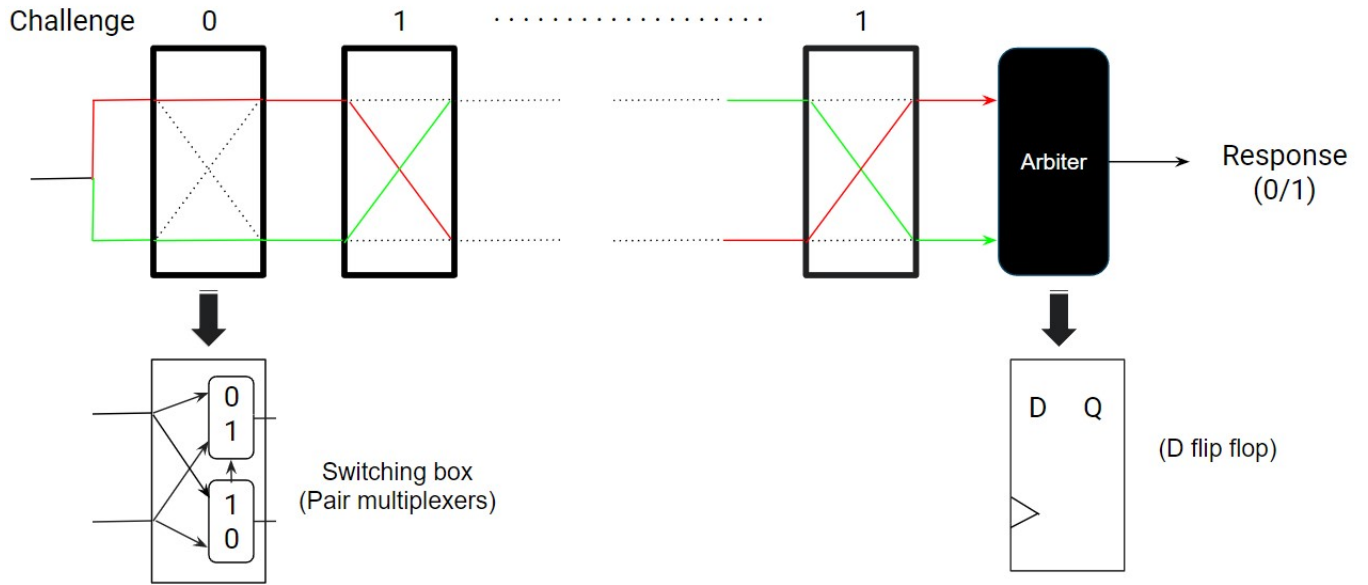 Challenge 0 1 ................... 1
Arbiter
Response
(0/1)
0
1
1
0
Switching box
(Pair multiplexers)
D Q
(D flip flop)